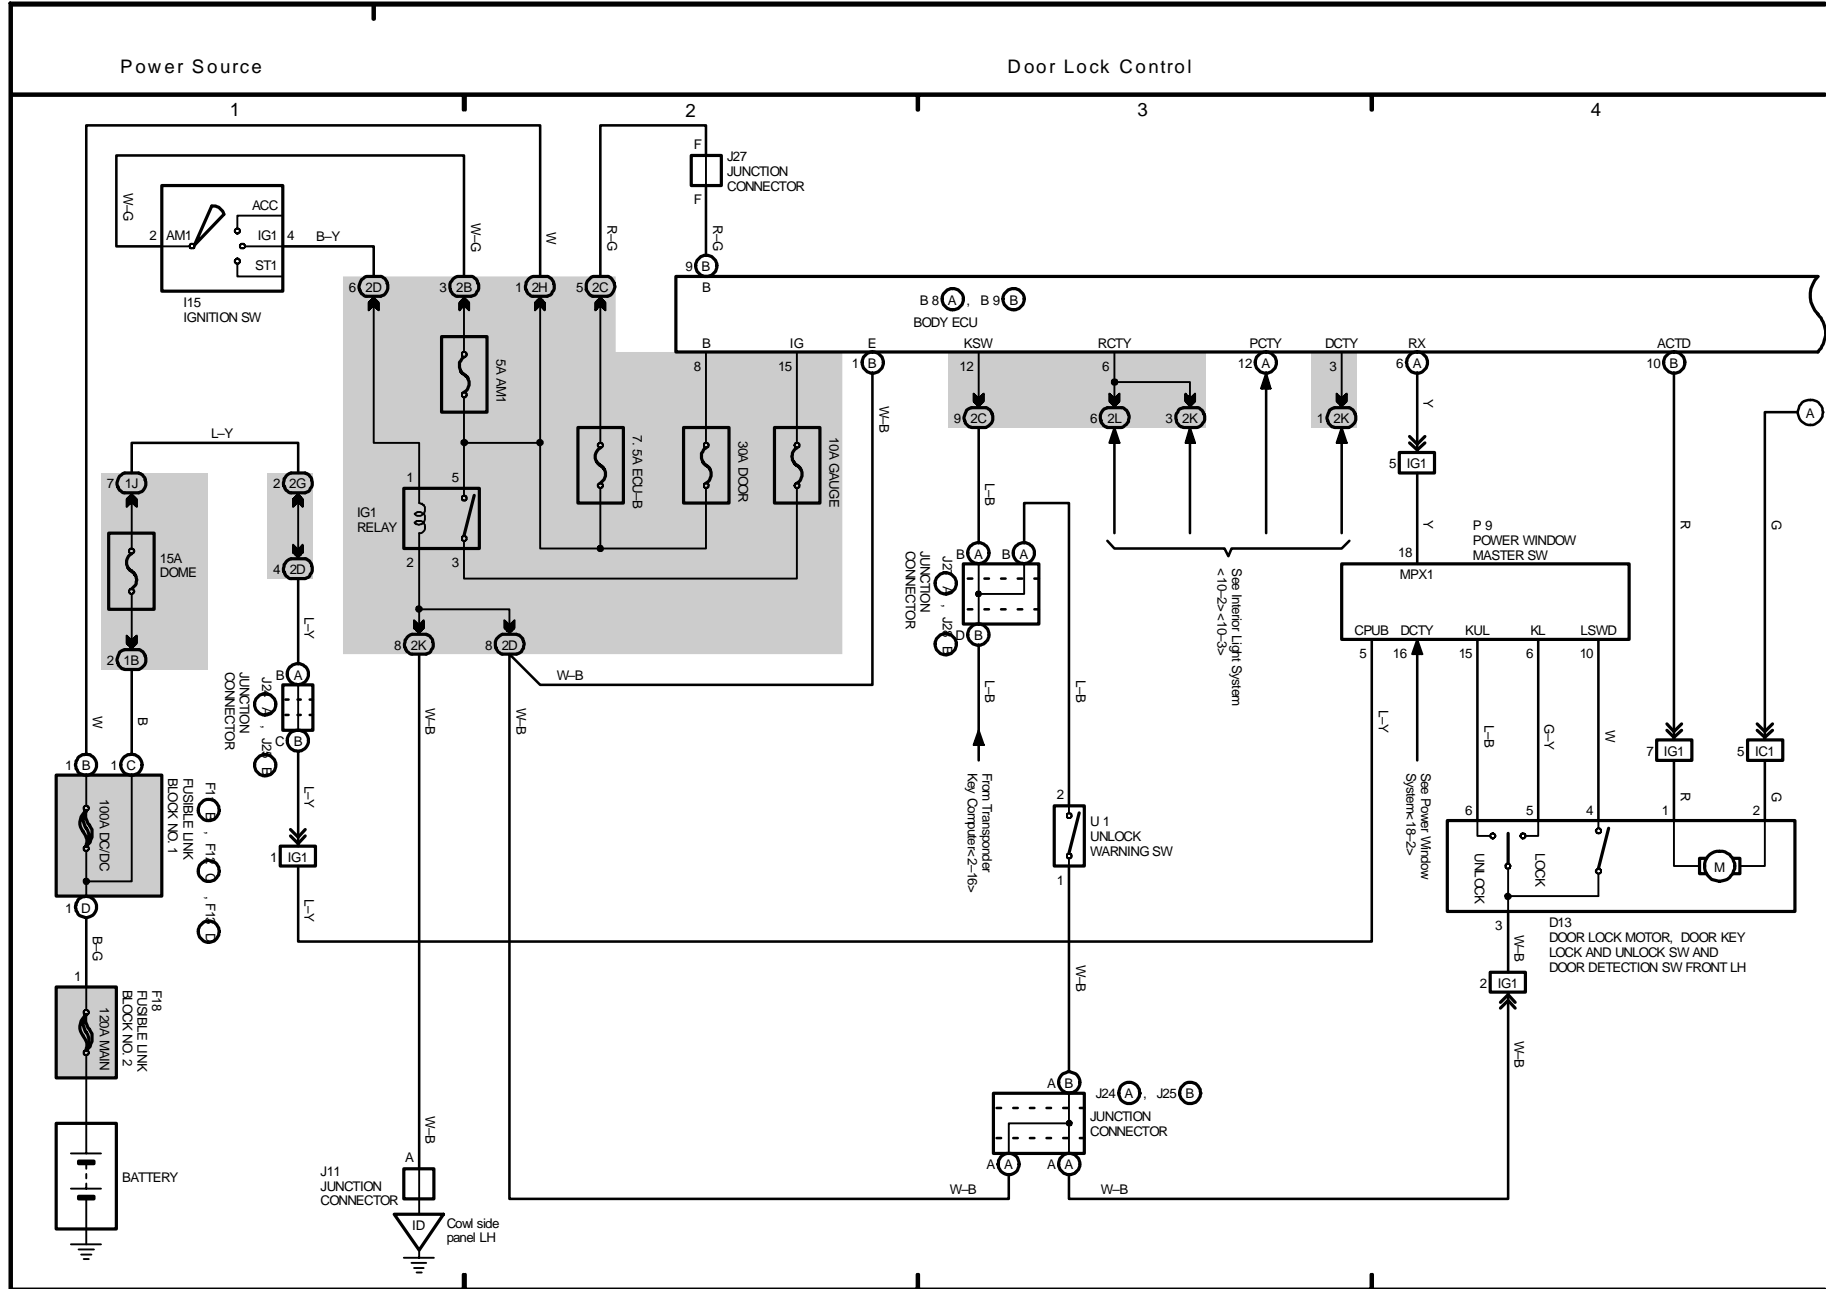 Power Source
Door Lock Control
1
2
3
4
W–G
ACC
2
AM1
IG1
4
B–Y
ST1
I15
IGNITION SW
W–G
W
R–G
F
J27
JUNCTION
CONNECTOR
F
R–G
9
B
B
6
2D
3
2B
1
2H
5
2C
B 8
A
,
B 9
B
BODY ECU
B
IG
E
KSW
RCTY
PCTY
DCTY
RX
ACTD
8
15
1
B
12
6
12
A
3
6
A
10
B
5A AM1
7. 5A ECU–B
30A DOOR
10A GAUGE
W–B
9
2C
6
2L
3
2K
1
2K
Y
A
L–Y
5
IG1
7
1J
2
2G
1
5
IG1
RELAY
2
3
15A
DOME
4
2D
L–B
B
A
B
A
J27
A
,
J28
B
JUNCTION
CONNECTOR
D
B
See Interior Light System
<10–2><10–3>
Y
R
G
P 9
POWER WINDOW
MASTER SW
18
MPX1
CPUB
DCTY
KUL
KL
LSWD
5
16
15
6
10
L–Y
2
1B
8
2K
8
2D
W–B
B
A
J24
A
,
J25
B
JUNCTION
CONNECTOR
C
B
W
B
W–B
W–B
L–B
L–B
L–Y
L–B
G–Y
W
7
IG1
5
IC1
1
B
1
C
F11
B
, F12
C
, F13
D
FUSIBLE LINK
BLOCK NO. 1
100A DC/DC
L–Y
From Transponder
Key Computer<2–16>
See Power Window
System<18–2>
R
G
2
U 1
UNLOCK
WARNING SW
1
6
5
4
1
2
UNLOCK
LOCK
M
1
IG1
L–Y
1
D
B–G
3
D13
DOOR LOCK MOTOR, DOOR KEY
LOCK AND UNLOCK SW AND
DOOR DETECTION SW FRONT LH
W–B
2
IG1
W–B
1
F18
FUSIBLE LINK
BLOCK NO. 2
120A MAIN
W–B
A
B
J24
A
,
J25
B
JUNCTION
CONNECTOR
A
A
A
A
W–B
W–B
BATTERY
W–B
A
J11
JUNCTION
CONNECTOR
ID
Cowl side
panel LH